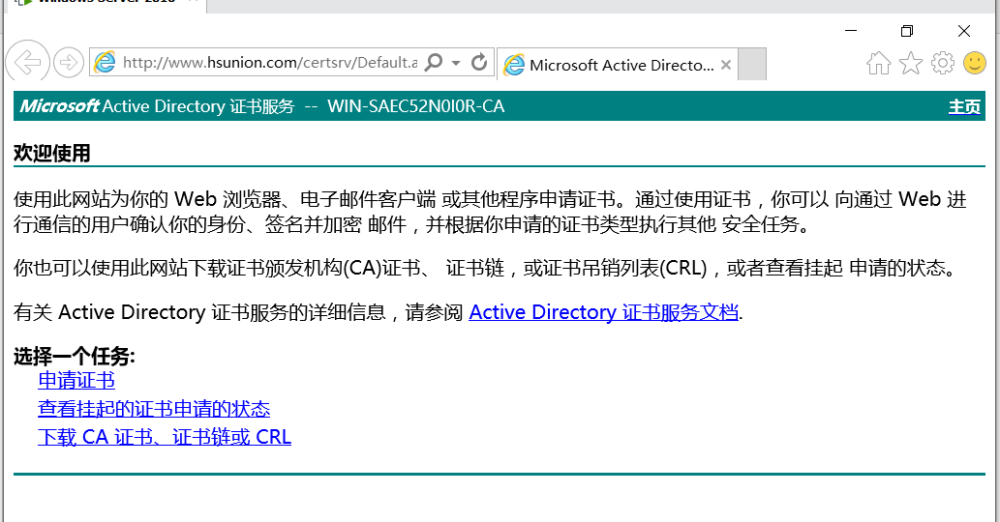 Windows Server 2016
http://www.hsunion.com/certsrv/Default.a
Microsoft Active Directo...
Microsoft Active Directory 证书服务 -- WIN-SAEC52N0I0R-CA
主页
欢迎使用
使用此网站为你的 Web 浏览器、电子邮件客户端 或其他程序申请证书。通过使用证书，你可以 向通过 Web 进
行通信的用户确认你的身份、签名并加密 邮件，并根据你申请的证书类型执行其他 安全任务。
你也可以使用此网站下载证书颁发机构(CA)证书、 证书链，或证书吊销列表(CRL)，或者查看挂起 申请的状态。
有关 Active Directory 证书服务的详细信息，请参阅 Active Directory 证书服务文档.
选择一个任务:
申请证书
查看挂起的证书申请的状态
下载 CA 证书、证书链或 CRL